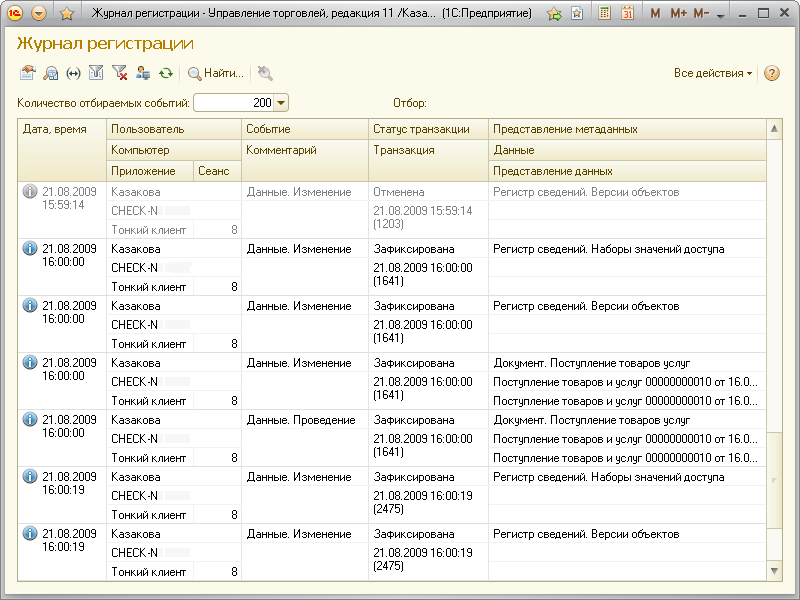 Журнал регистрации - Управление торговлей, редакция 11 /Каза... (1С:Предприятие)
M M+ M-
Журнал регистрации
Найти...
Все действия
Количество отбираемых событий: 200 Отбор:
Дата, время Пользователь Событие Статус транзакции Представление метаданных
Компьютер Комментарий Транзакция Данные
Приложение Сеанс Представление данных
21.08.2009 Казакова Данные. Изменение Отменена Регистр сведений. Версии объектов
15:59:14 CHECK-N 21.08.2009 15:59:14
Тонкий клиент 8 (1203)
21.08.2009 Казакова Данные. Изменение Зафиксирована Регистр сведений. Наборы значений доступа
16:00:00 CHECK-N 21.08.2009 16:00:00
Тонкий клиент 8 (1641)
21.08.2009 Казакова Данные. Изменение Зафиксирована Регистр сведений. Версии объектов
16:00:00 CHECK-N 21.08.2009 16:00:00
Тонкий клиент 8 (1641)
21.08.2009 Казакова Данные. Изменение Зафиксирована Документ. Поступление товаров услуг
16:00:00 CHECK-N 21.08.2009 16:00:00 Поступление товаров и услуг 00000000010 от 16.0...
Тонкий клиент 8 (1641) Поступление товаров и услуг 00000000010 от 16.0...
21.08.2009 Казакова Данные. Проведение Зафиксирована Документ. Поступление товаров услуг
16:00:00 CHECK-N 21.08.2009 16:00:00 Поступление товаров и услуг 00000000010 от 16.0...
Тонкий клиент 8 (1641) Поступление товаров и услуг 00000000010 от 16.0...
21.08.2009 Казакова Данные. Изменение Зафиксирована Регистр сведений. Наборы значений доступа
16:00:19 CHECK-N 21.08.2009 16:00:19
Тонкий клиент 8 (2475)
21.08.2009 Казакова Данные. Изменение Зафиксирована Регистр сведений. Версии объектов
16:00:19 CHECK-N 21.08.2009 16:00:19
Тонкий клиент 8 (2475)